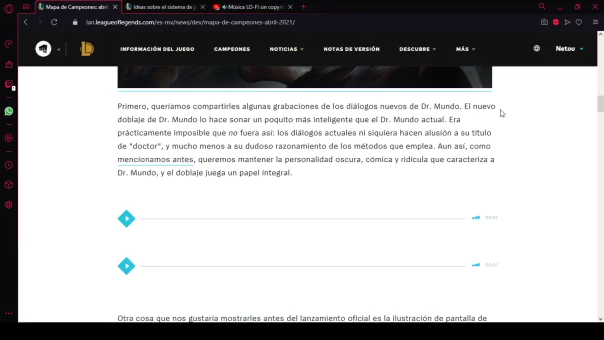 Mapa de Campeones: abril
Ideas sobre el sistema de j
Música LO-FI sin copyri
lan.leagueoflegends.com/es-mx/news/dev/mapa-de-campeones-abril-2021/
INFORMACIÓN DEL JUEGO CAMPEONES NOTICIAS NOTAS DE VERSIÓN DESCUBRE MÁS Netou
Primero, queríamos compartirles algunas grabaciones de los diálogos nuevos de Dr. Mundo. El nuevo
doblaje de Dr. Mundo lo hace sonar un poquito más inteligente que el Dr. Mundo actual. Era
prácticamente imposible que no fuera así: los diálogos actuales ni siquiera hacen alusión a su título
de "doctor", y mucho menos a su dudoso razonamiento de los métodos que emplea. Aun así, como
mencionamos antes, queremos mantener la personalidad oscura, cómica y ridícula que caracteriza a
Dr. Mundo, y el doblaje juega un papel integral.
Otra cosa que nos gustaría mostrarles antes del lanzamiento oficial es la ilustración de pantalla de